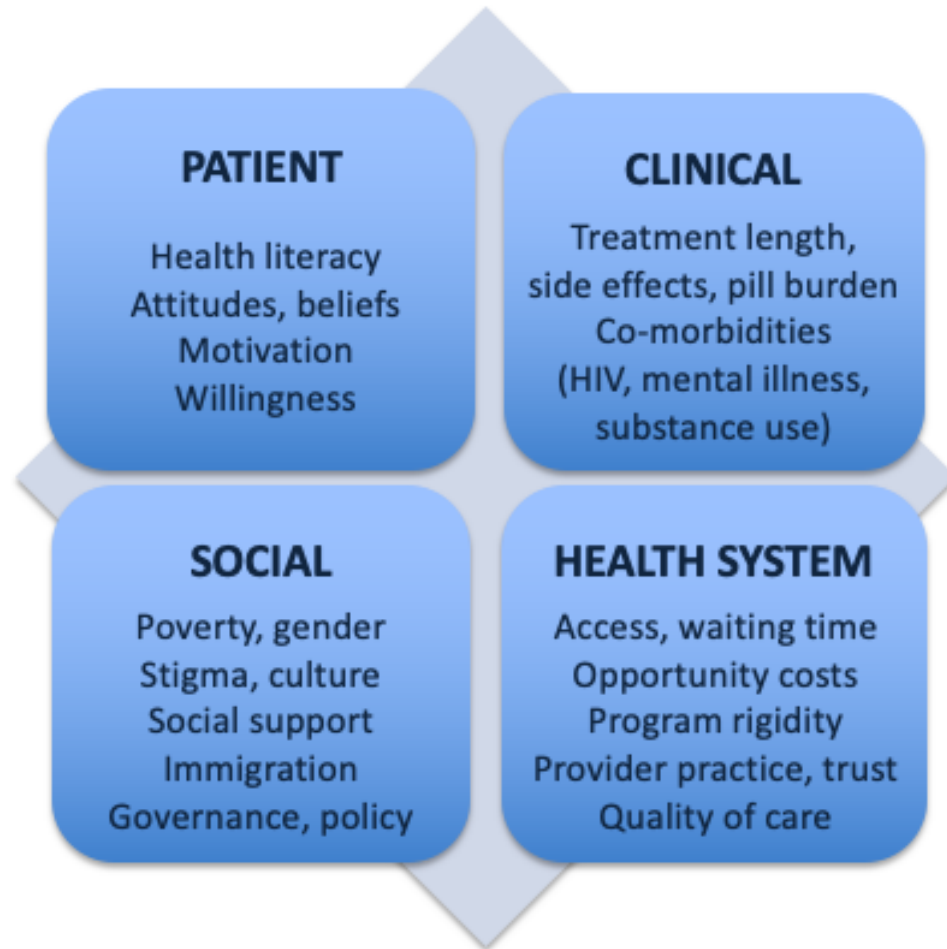 PATIENT
Health literacy
Attitudes, beliefs
Motivation
Willingness
CLINICAL
Treatment length,
side effects, pill burden
Co-morbidities
(HIV, mental illness,
substance use)
SOCIAL
Poverty, gender
Stigma, culture
Social support
Immigration
Governance, policy
HEALTH SYSTEM
Access, waiting time
Opportunity costs
Program rigidity
Provider practice, trust
Quality of care